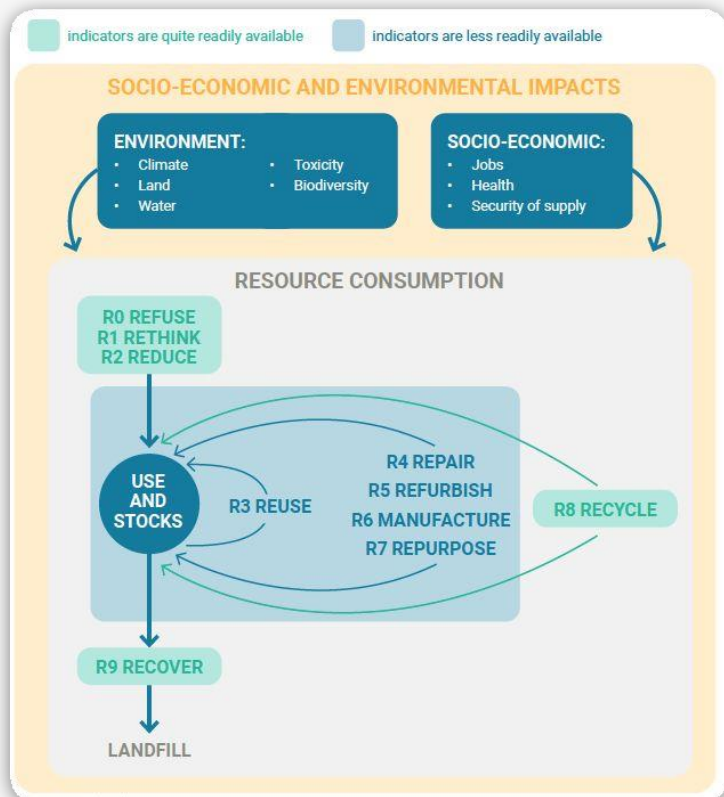 indicators are quite readily available
indicators are less readily available
SOCIO-ECONOMIC AND ENVIRONMENTAL IMPACTS
ENVIRONMENT:
• Climate
• Land
• Water
• Toxicity
• Biodiversity
SOCIO-ECONOMIC:
• Jobs
• Health
• Security of supply
RESOURCE CONSUMPTION
R0 REFUSE
R1 RETHINK
R2 REDUCE
USE
AND
STOCKS
R3 REUSE
R4 REPAIR
R5 REFURBISH
R6 MANUFACTURE
R7 REPURPOSE
R8 RECYCLE
R9 RECOVER
LANDFILL